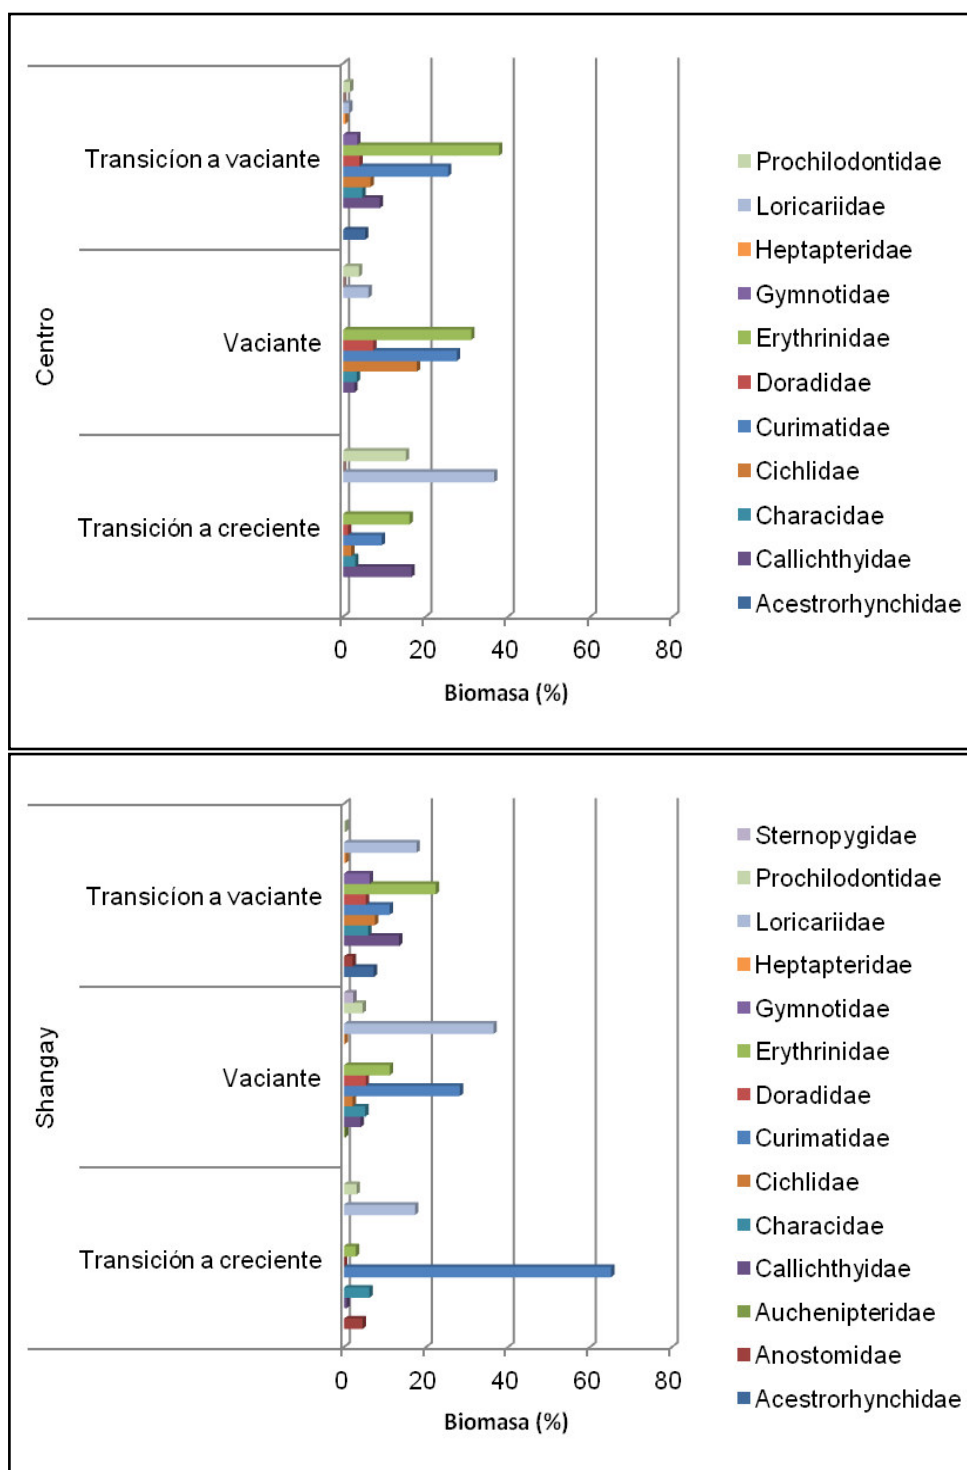 Centro
Transicíon a vaciante
Vaciante
Transición a creciente
0 20 40 60 80
Biomasa (%)
Prochilodontidae
Loricariidae
Heptapteridae
Gymnotidae
Erythrinidae
Doradidae
Curimatidae
Cichlidae
Characidae
Callichthyidae
Acestrorhynchidae
Shangay
Transicíon a vaciante
Vaciante
Transición a creciente
0 20 40 60 80
Biomasa (%)
Sternopygidae
Prochilodontidae
Loricariidae
Heptapteridae
Gymnotidae
Erythrinidae
Doradidae
Curimatidae
Cichlidae
Characidae
Callichthyidae
Auchenipteridae
Anostomidae
Acestrorhynchidae